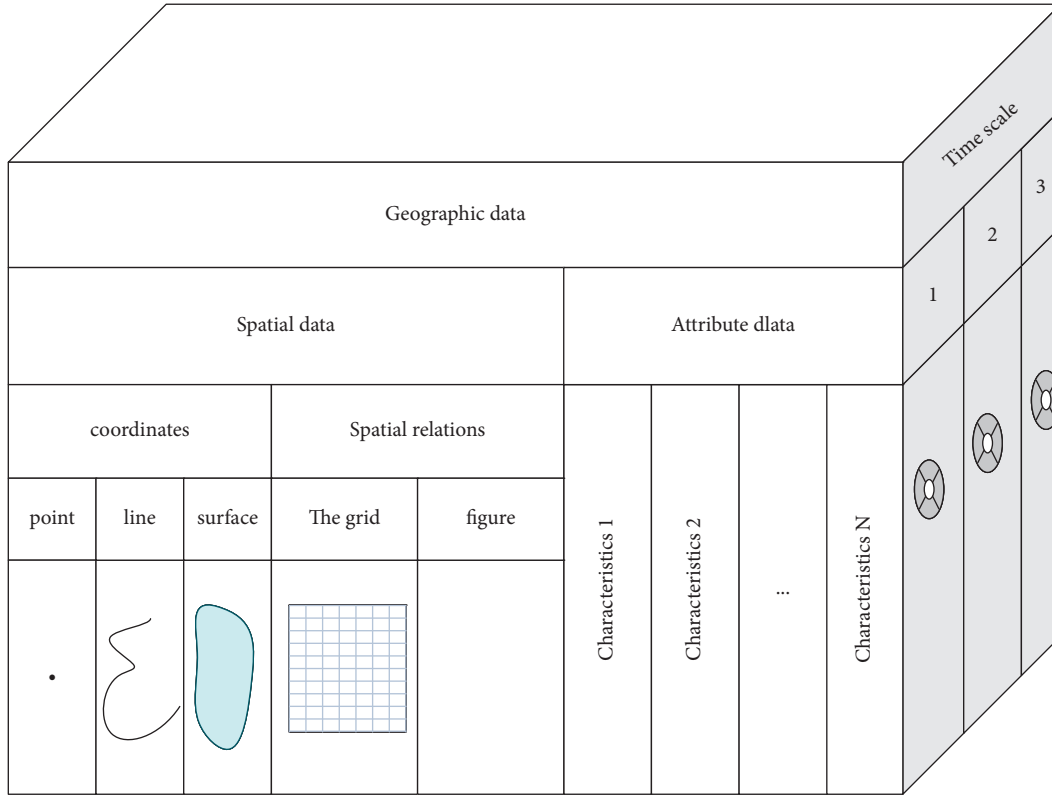 Geographic data
Time scale
1
2
3
Spatial data
Attribute dlata
coordinates
Spatial relations
point
line
surface
The grid
figure
Characteristics 1
Characteristics 2
...
Characteristics N